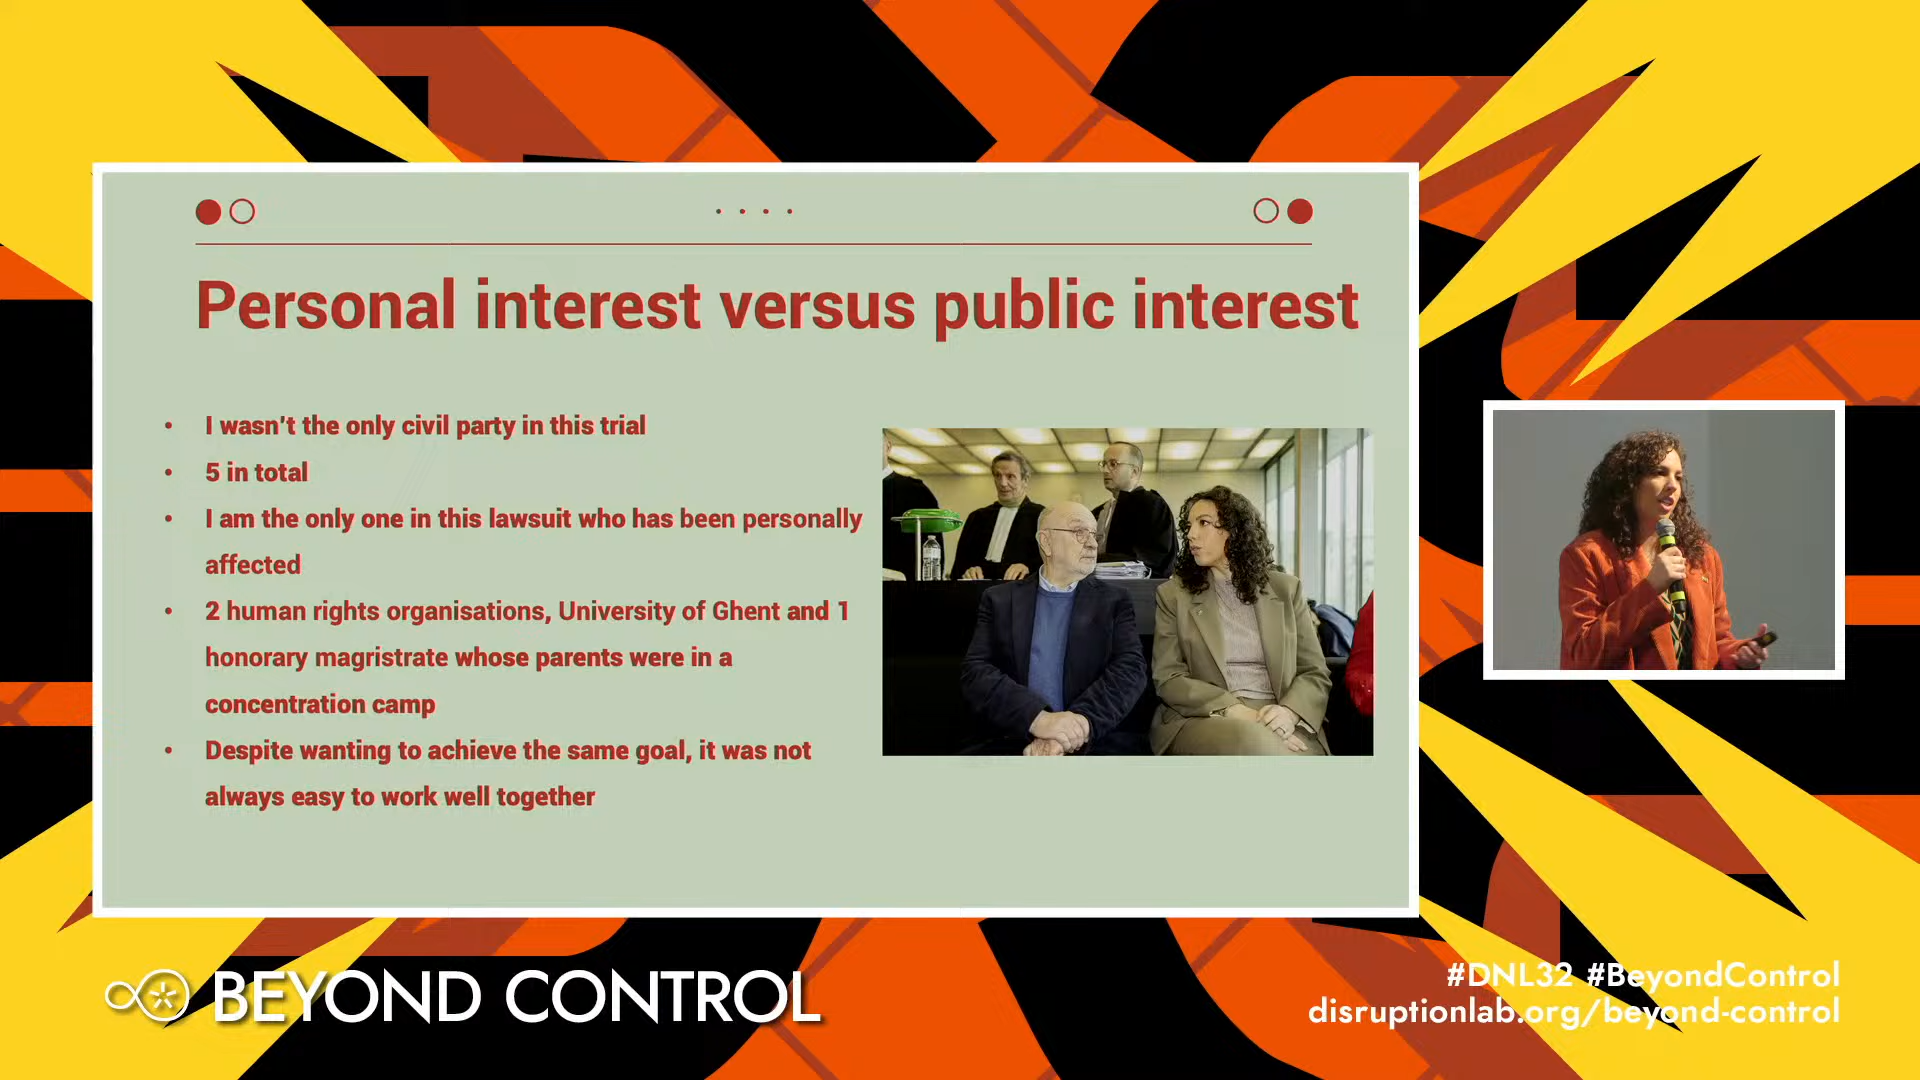 Personal interest versus public interest
• I wasn't the only civil party in this trial
• 5 in total
• I am the only one in this lawsuit who has been personally
affected
• 2 human rights organisations, University of Ghent and 1
honorary magristrate whose parents were in a
concentration camp
• Despite wanting to achieve the same goal, it was not
always easy to work well together
BEYOND CONTROL
#DNL32 #BeyondControl
disruptionlab.org/beyond-control